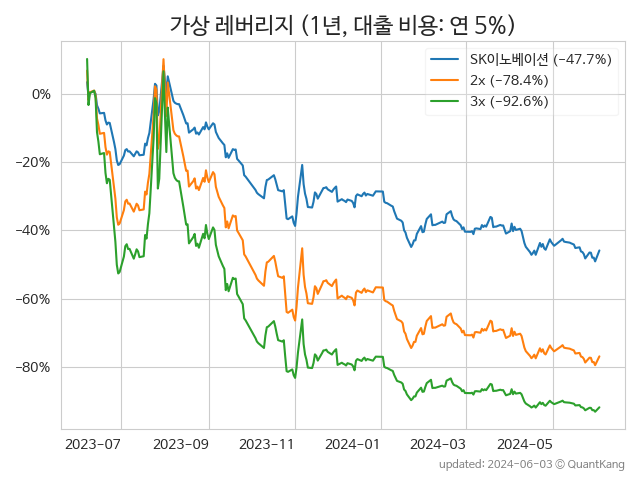 가상 레버리지 (1년, 대출 비용: 연 5%)
SK이노베이션 (−47.7%)
2x (−78.4%)
3x (−92.6%)
0%
−20%
−40%
−60%
−80%
2023-07 2023-09 2023-11 2024-01 2024-03 2024-05
updated: 2024-06-03 © QuantKang